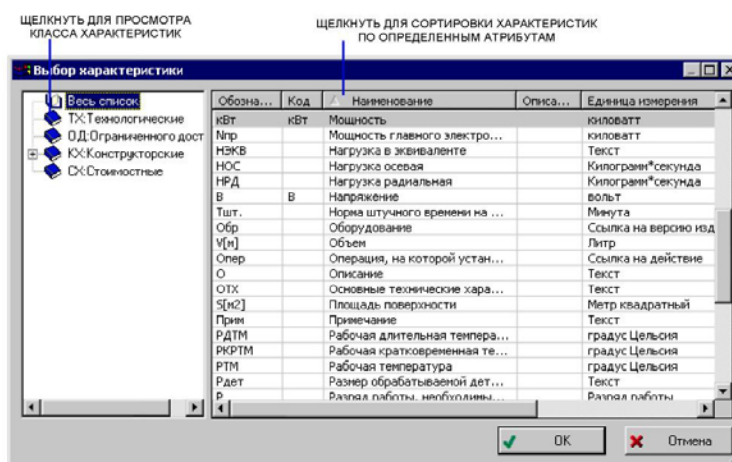 ЩЕЛКНУТЬ ДЛЯ ПРОСМОТРА
КЛАССА ХАРАКТЕРИСТИК
ЩЕЛКНУТЬ ДЛЯ СОРТИРОВКИ ХАРАКТЕРИСТИК
ПО ОПРЕДЕЛЕННЫМ АТРИБУТАМ
Выбор характеристики
Весь список
ТХ:Технологические
ОД:Ограниченного дост
КХ:Конструкторские
СХ:Стоимостные
Обозна... Код Наименование Описа... Единица измерения
кВт кВт Мощность киловатт
Nпр Мощность главного электро... киловатт
НЭКВ Нагрузка в эквиваленте Текст
НОС Нагрузка осевая Килограмм*секунда
НРД Нагрузка радиальная Килограмм*секунда
В В Напряжение вольт
Тшт. Норма штучного времени на ... Минута
Обр Оборудование Ссылка на версию изд
V[м] Объем Литр
Опер Операция, на которой устан... Ссылка на действие
О Описание Текст
ОТХ Основные технические хара... Текст
S[м2] Площадь поверхности Метр квадратный
Прим Примечание Текст
РДТМ Рабочая длительная темпера... градус Цельсия
РКРТМ Рабочая кратковременная те... градус Цельсия
РТМ Рабочая температура градус Цельсия
Рдет Размер обрабатываемой дет... Текст
Р Разряд работы, необходимы... Разряд работы
OK Отмена